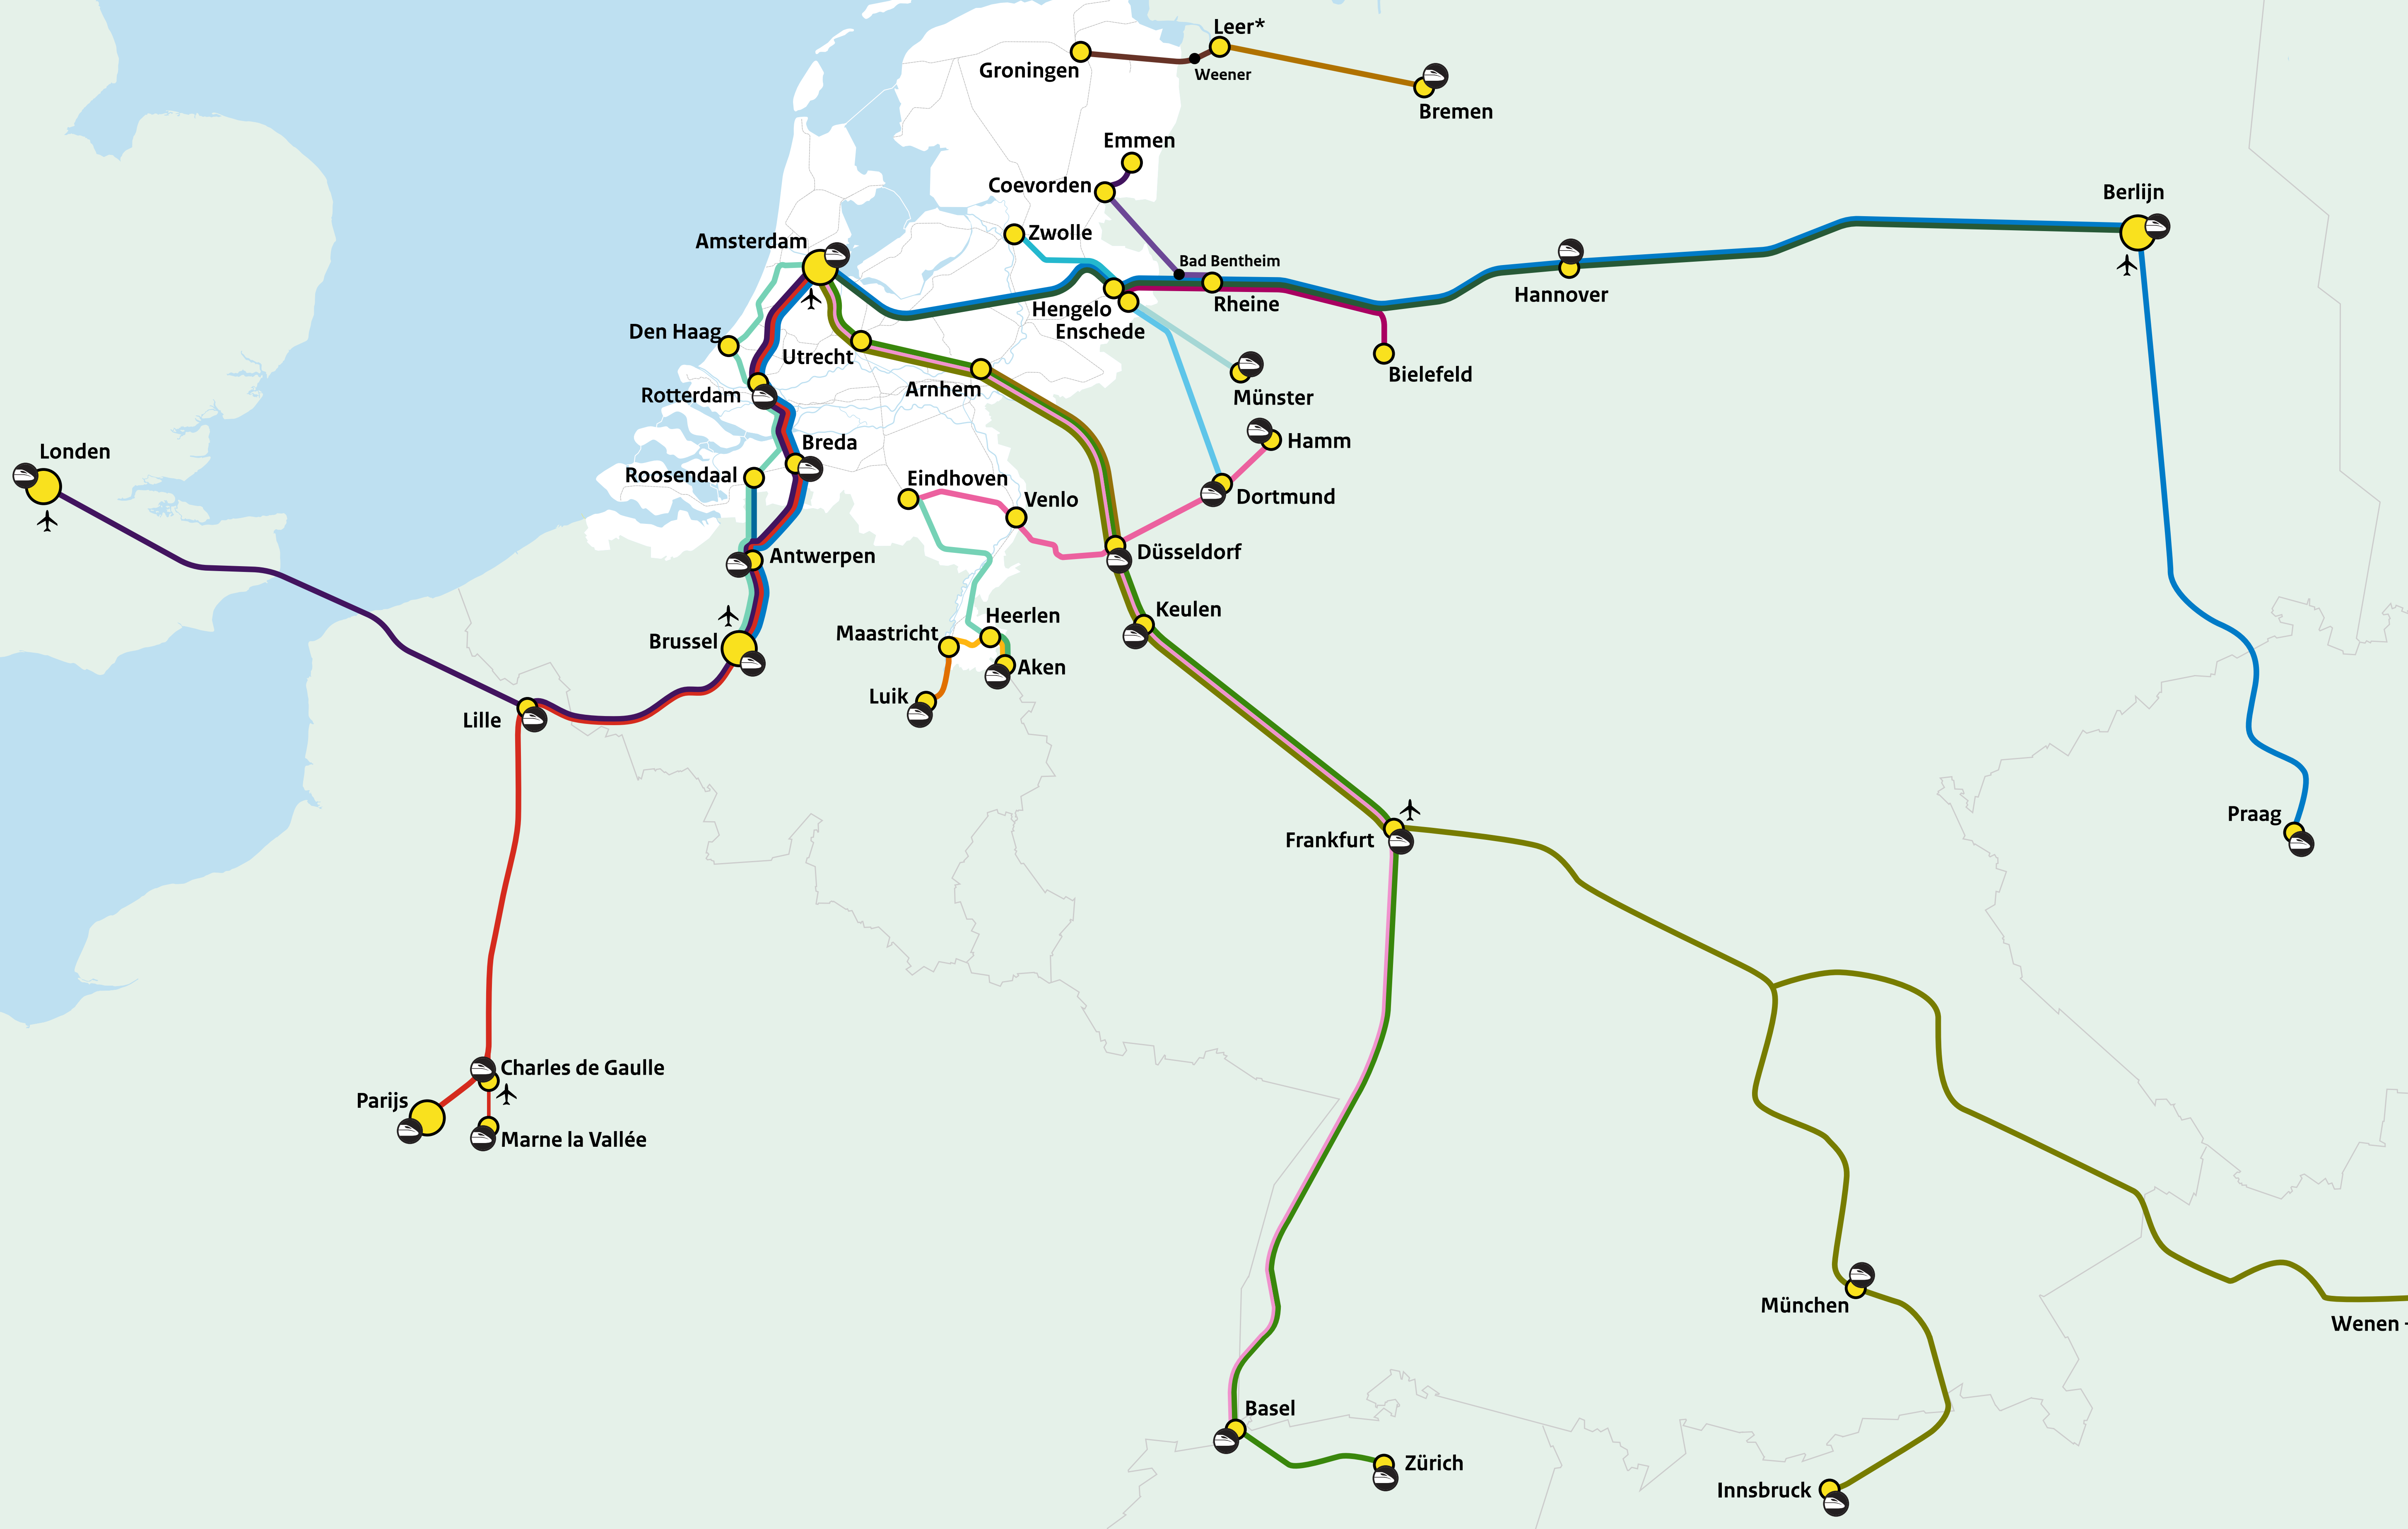 Leer*
Groningen
Weener
Bremen
Emmen
Coevorden
Berlijn
Zwolle
Amsterdam
Bad Bentheim
Hannover
Rheine
Hengelo
Enschede
Den Haag
Utrecht
Bielefeld
Arnhem
Rotterdam
Münster
Breda
Hamm
Londen
Roosendaal
Eindhoven
Dortmund
Venlo
Düsseldorf
Antwerpen
Keulen
Heerlen
Maastricht
Brussel
Aken
Luik
Lille
Praag
Frankfurt
Charles de Gaulle
Parijs
Marne la Vallée
München
Wenen -
Basel
Zürich
Innsbruck